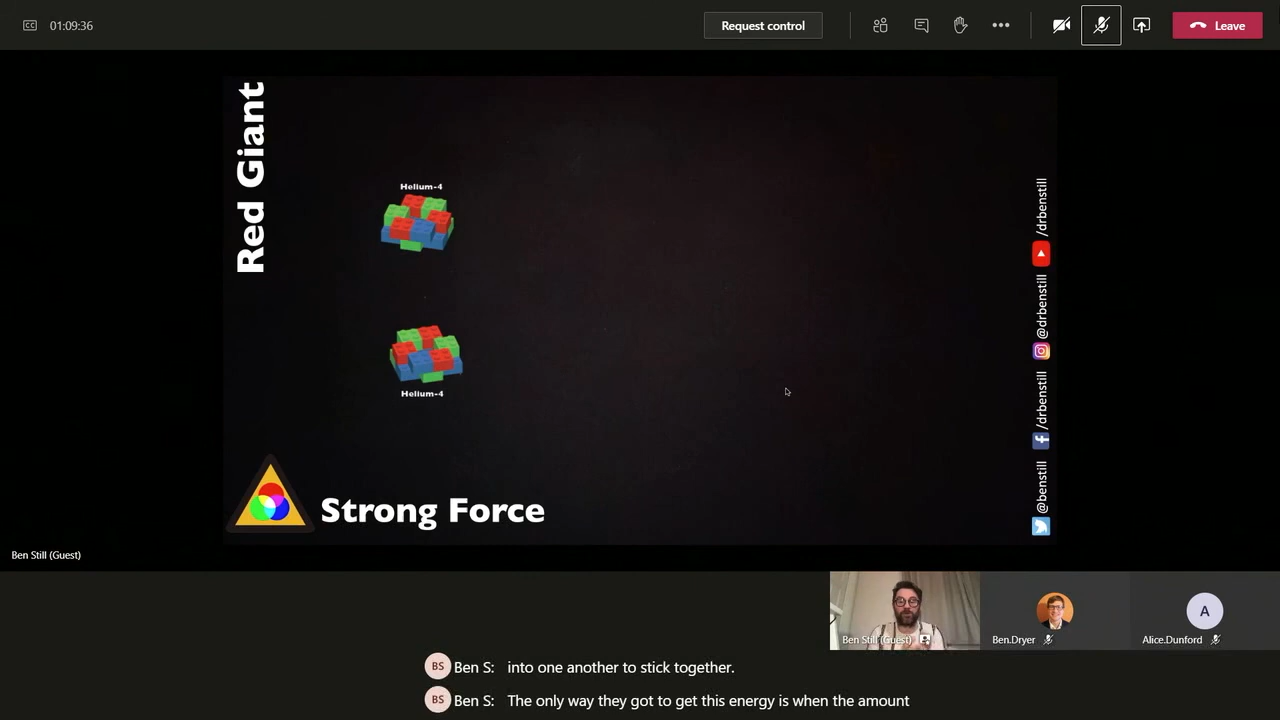 CC
01:09:36
Request control
Leave
Red Giant
Helium-4
Helium-4
Strong Force
/drbenstill
@drbenstill
/drbenstill
@benstill
Ben Still (Guest)
Ben Still (Guest)
Ben.Dryer
A
Alice.Dunford
BS Ben S: into one another to stick together.
BS Ben S: The only way they got to get this energy is when the amount